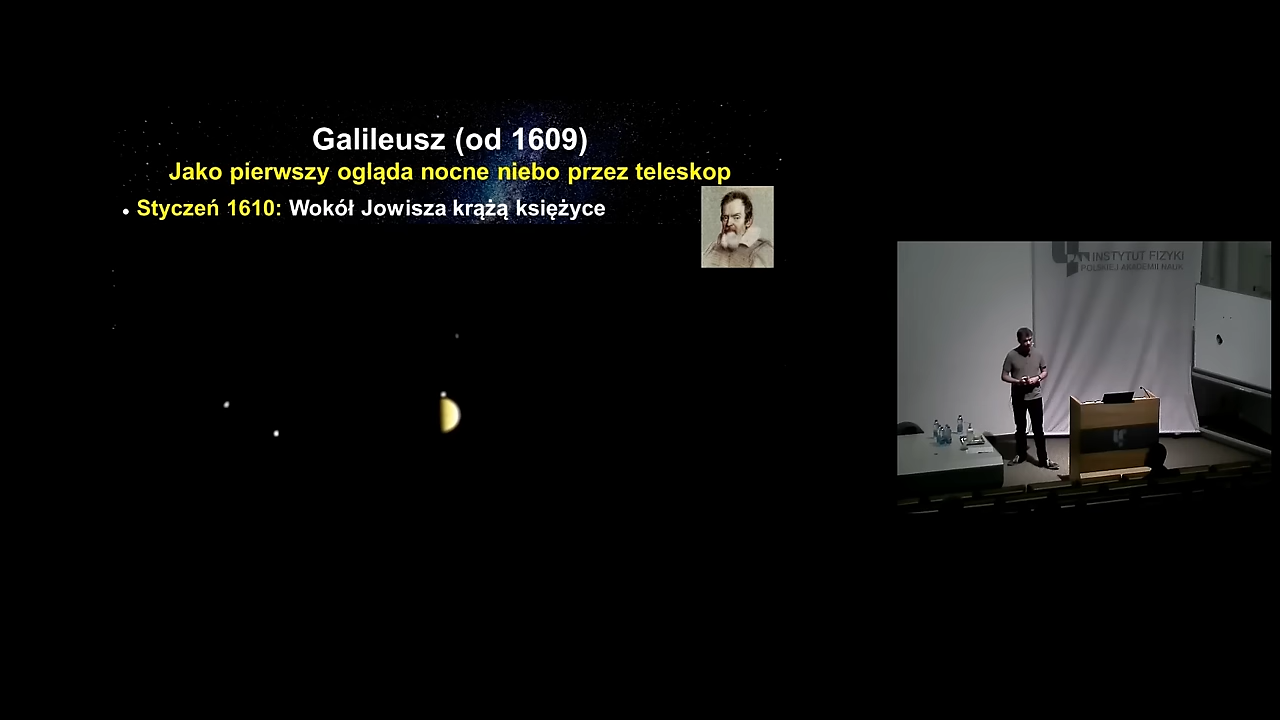 Galileusz (od 1609)
Jako pierwszy ogląda nocne niebo przez teleskop
• Styczeń 1610: Wokół Jowisza krążą księżyce
INSTYTUT FIZYKI
POLSKIEJ AKADEMII NAUK